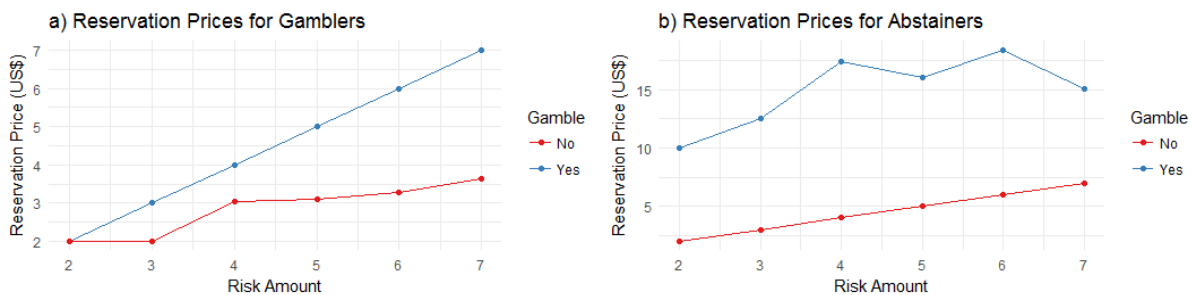 a) Reservation Prices for Gamblers
Reservation Price (US$)
7
6
5
4
3
2
2 3 4 5 6 7
Risk Amount
Gamble
No
Yes
b) Reservation Prices for Abstainers
Reservation Price (US$)
15
10
5
2 3 4 5 6 7
Risk Amount
Gamble
No
Yes